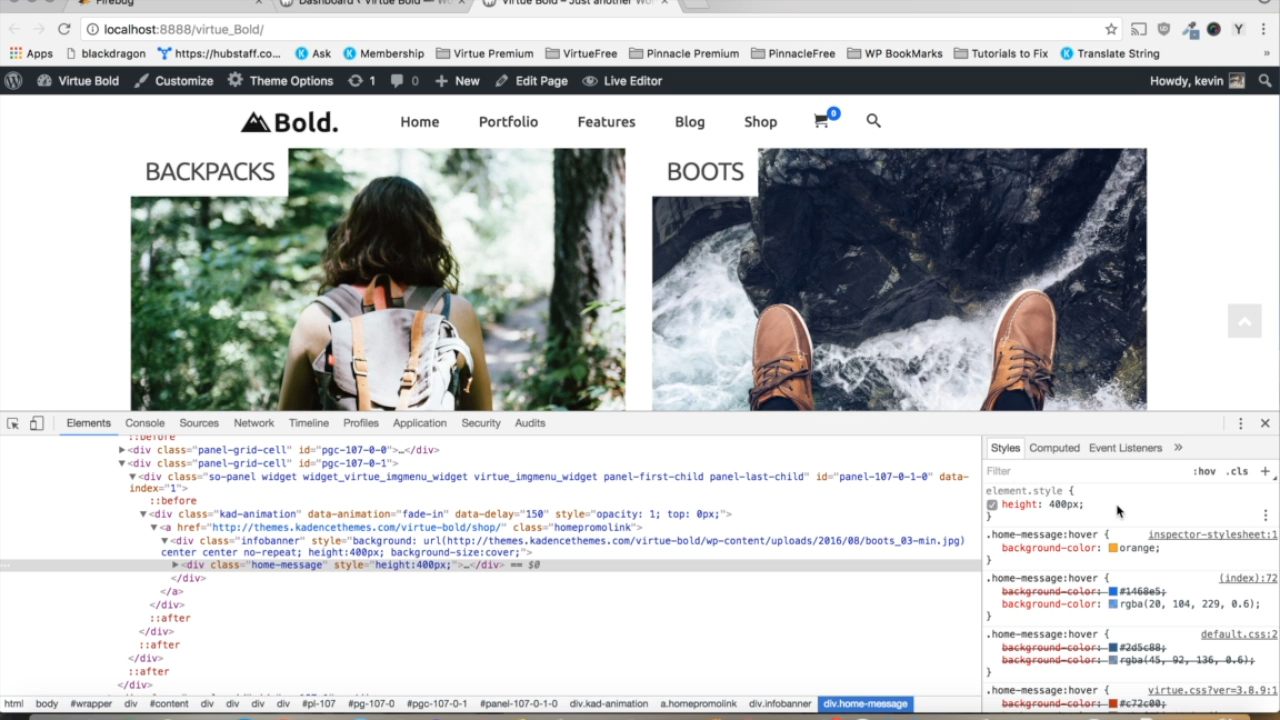 Firebug
Dashboard ‹ Virtue Bold — Wo
Virtue Bold – Just another Wo
localhost:8888/virtue_Bold/
Y
Apps blackdragon https://hubstaff.co... Ask Membership Virtue Premium VirtueFree Pinnacle Premium PinnacleFree WP BookMarks Tutorials to Fix Translate String »
Virtue Bold Customize Theme Options 1 0 New Edit Page Live Editor Howdy, kevin
Bold. Home Portfolio Features Blog Shop 0
BACKPACKS
BOOTS
Elements Console Sources Network Timeline Profiles Application Security Audits
::before
▶<div class="panel-grid-cell" id="pgc-107-0-0">…</div>
▼<div class="panel-grid-cell" id="pgc-107-0-1">
▼<div class="so-panel widget widget_virtue_imgmenu_widget virtue_imgmenu_widget panel-first-child panel-last-child" id="panel-107-0-1-0" data-
index="1">
::before
▼<div class="kad-animation" data-animation="fade-in" data-delay="150" style="opacity: 1; top: 0px;">
▼<a href="http://themes.kadencethemes.com/virtue-bold/shop/" class="homepromolink">
▼<div class="infobanner" style="background: url(http://themes.kadencethemes.com/virtue-bold/wp-content/uploads/2016/08/boots_03-min.jpg)
center center no-repeat; height:400px; background-size:cover;">
▶<div class="home-message" style="height:400px;">…</div> == $0
</div>
</a>
</div>
::after
</div>
::after
</div>
::after
</div>
html body #wrapper div #content div div div div #pl-107 #pg-107-0 #pgc-107-0-1 #panel-107-0-1-0 div.kad-animation a.homepromolink div.infobanner div.home-message
Styles Computed Event Listeners »
Filter :hov .cls +
element.style {
height: 400px;
}
.home-message:hover { inspector-stylesheet:1
background-color: orange;
}
.home-message:hover { (index):72
background-color: #1468e5;
background-color: rgba(20, 104, 229, 0.6);
}
.home-message:hover { default.css:2
background-color: #2d5c88;
background-color: rgba(45, 92, 136, 0.6);
}
.home-message:hover { virtue.css?ver=3.8.9:1
background-color: #c72c00;